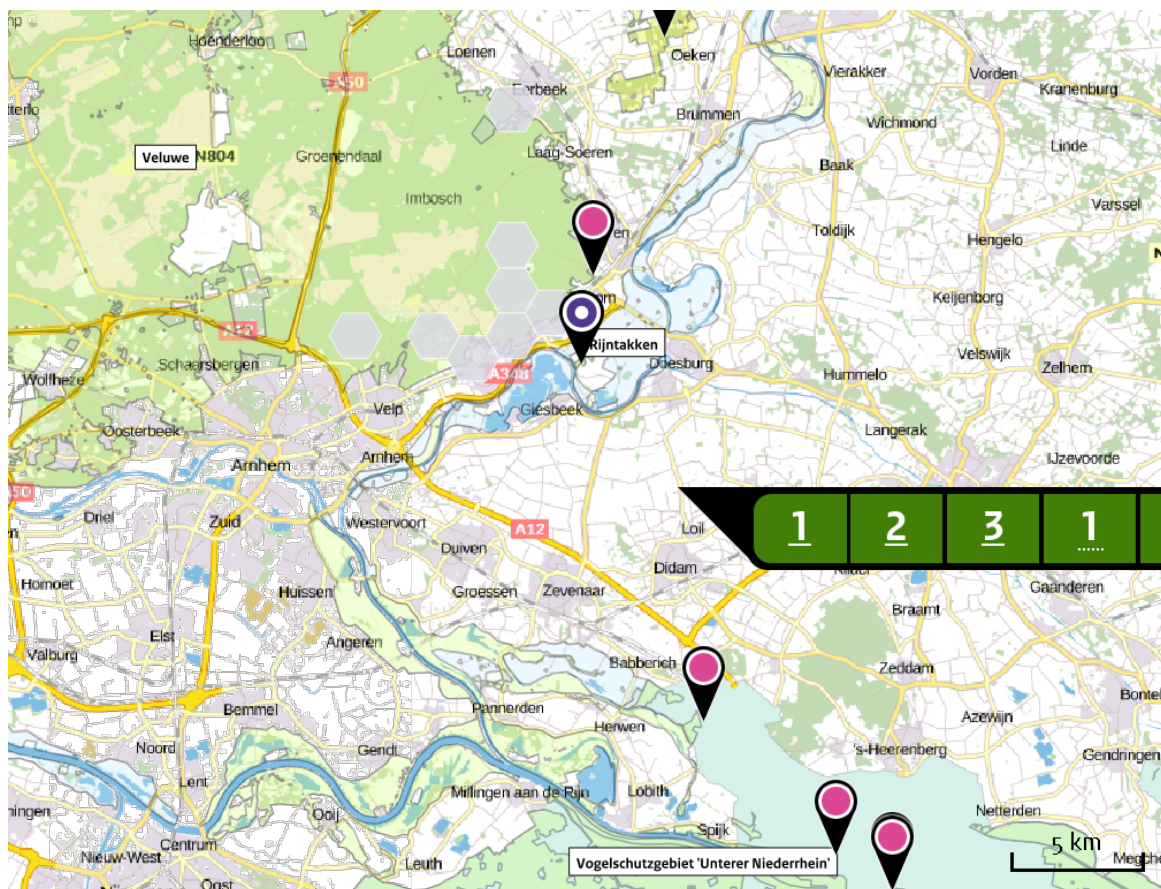 Hoenderloo
Loenen
Oeken
Vierakker
Vorden
A50
Eerbeek
Kranenburg
Brummen
Wichmond
Linde
Veluwe
N804
Groenendaal
Laag-Soeren
Baak
Imbosch
Varssel
Toldijk
Hengelo
Keijenborg
Rijntakken
Schaarsbergen
A348
Doesburg
Velswijk
Wolfheze
Hummelo
Zelhem
Velp
Giesbeek
Oosterbeek
Langerak
Arnhem
Arnhem
IJzevoorde
Driel
Zuid
Westervoort
A12
Loil
1
2
3
1
Duiven
Didam
Homoet
Huissen
Groessen
Zevenaar
Gaanderen
Braamt
Elst
Angeren
Valburg
Babberich
Zeddam
Bemmel
Pannerden
Herwen
Azewijn
Noord
Gendt
's-Heerenberg
Gendringen
Lent
Millingen aan de Rijn
Lobith
Netterden
Ooij
Spijk
Centrum
5 km
Nieuw-West
Leuth
Vogelschutzgebiet 'Unterer Niederrhein'